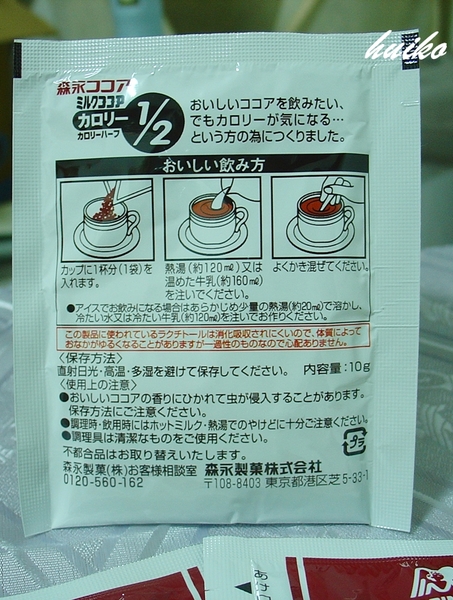 huiko
森永ココア
ミルクココア
カロリー
カロリーハーフ
1/2
おいしいココアを飲みたい、
でもカロリーが気になる…
という方の為につくりました。
おいしい飲み方
カップに1杯分(1袋)を
入れます。
熱湯(約120㎖)又は
温めた牛乳(約160㎖)
を注いでください。
よくかき混ぜてください。
●アイスでお飲みになる場合はあらかじめ少量の熱湯(約20㎖)で溶かし、
冷たい水又は冷たい牛乳(約120㎖)を注いでお作りください。
この製品に使われているラクチトールは消化吸収されにくいので、体質によって
おなかがゆるくなることがありますが一過性のものなので心配ありません。
〈保存方法〉
直射日光・高温・多湿を避けて保存してください。 内容量:10g
〈使用上の注意〉
●おいしいココアの香りにひかれて虫が侵入することがあります。
保存方法にご注意ください。
●調理時・飲用時にはホットミルク・熱湯でのやけどに十分ご注意ください。
●調理具は清潔なものをご使用ください。
不都合品はお取り替えいたします。
プラ
森永製菓(株)お客様相談室 森永製菓株式会社
0120-560-162 〒108-8403 東京都港区芝5-33-1